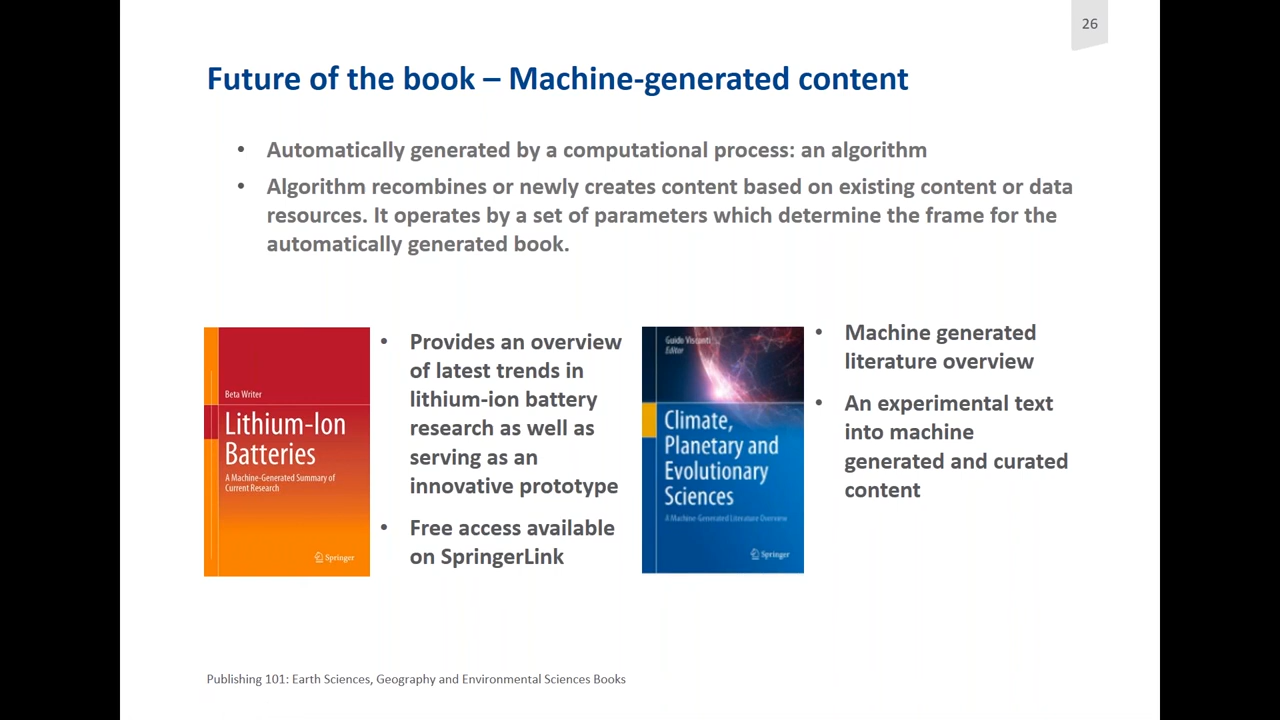 26
Future of the book – Machine-generated content
• Automatically generated by a computational process: an algorithm
• Algorithm recombines or newly creates content based on existing content or data
resources. It operates by a set of parameters which determine the frame for the
automatically generated book.
Beta Writer
Lithium-Ion
Batteries
A Machine-Generated Summary of
Current Research
Springer
• Provides an overview
of latest trends in
lithium-ion battery
research as well as
serving as an
innovative prototype
• Free access available
on SpringerLink
Guido Visconti
Editor
Climate,
Planetary and
Evolutionary
Sciences
A Machine-Generated Literature Overview
Springer
• Machine generated
literature overview
• An experimental text
into machine
generated and curated
content
Publishing 101: Earth Sciences, Geography and Environmental Sciences Books